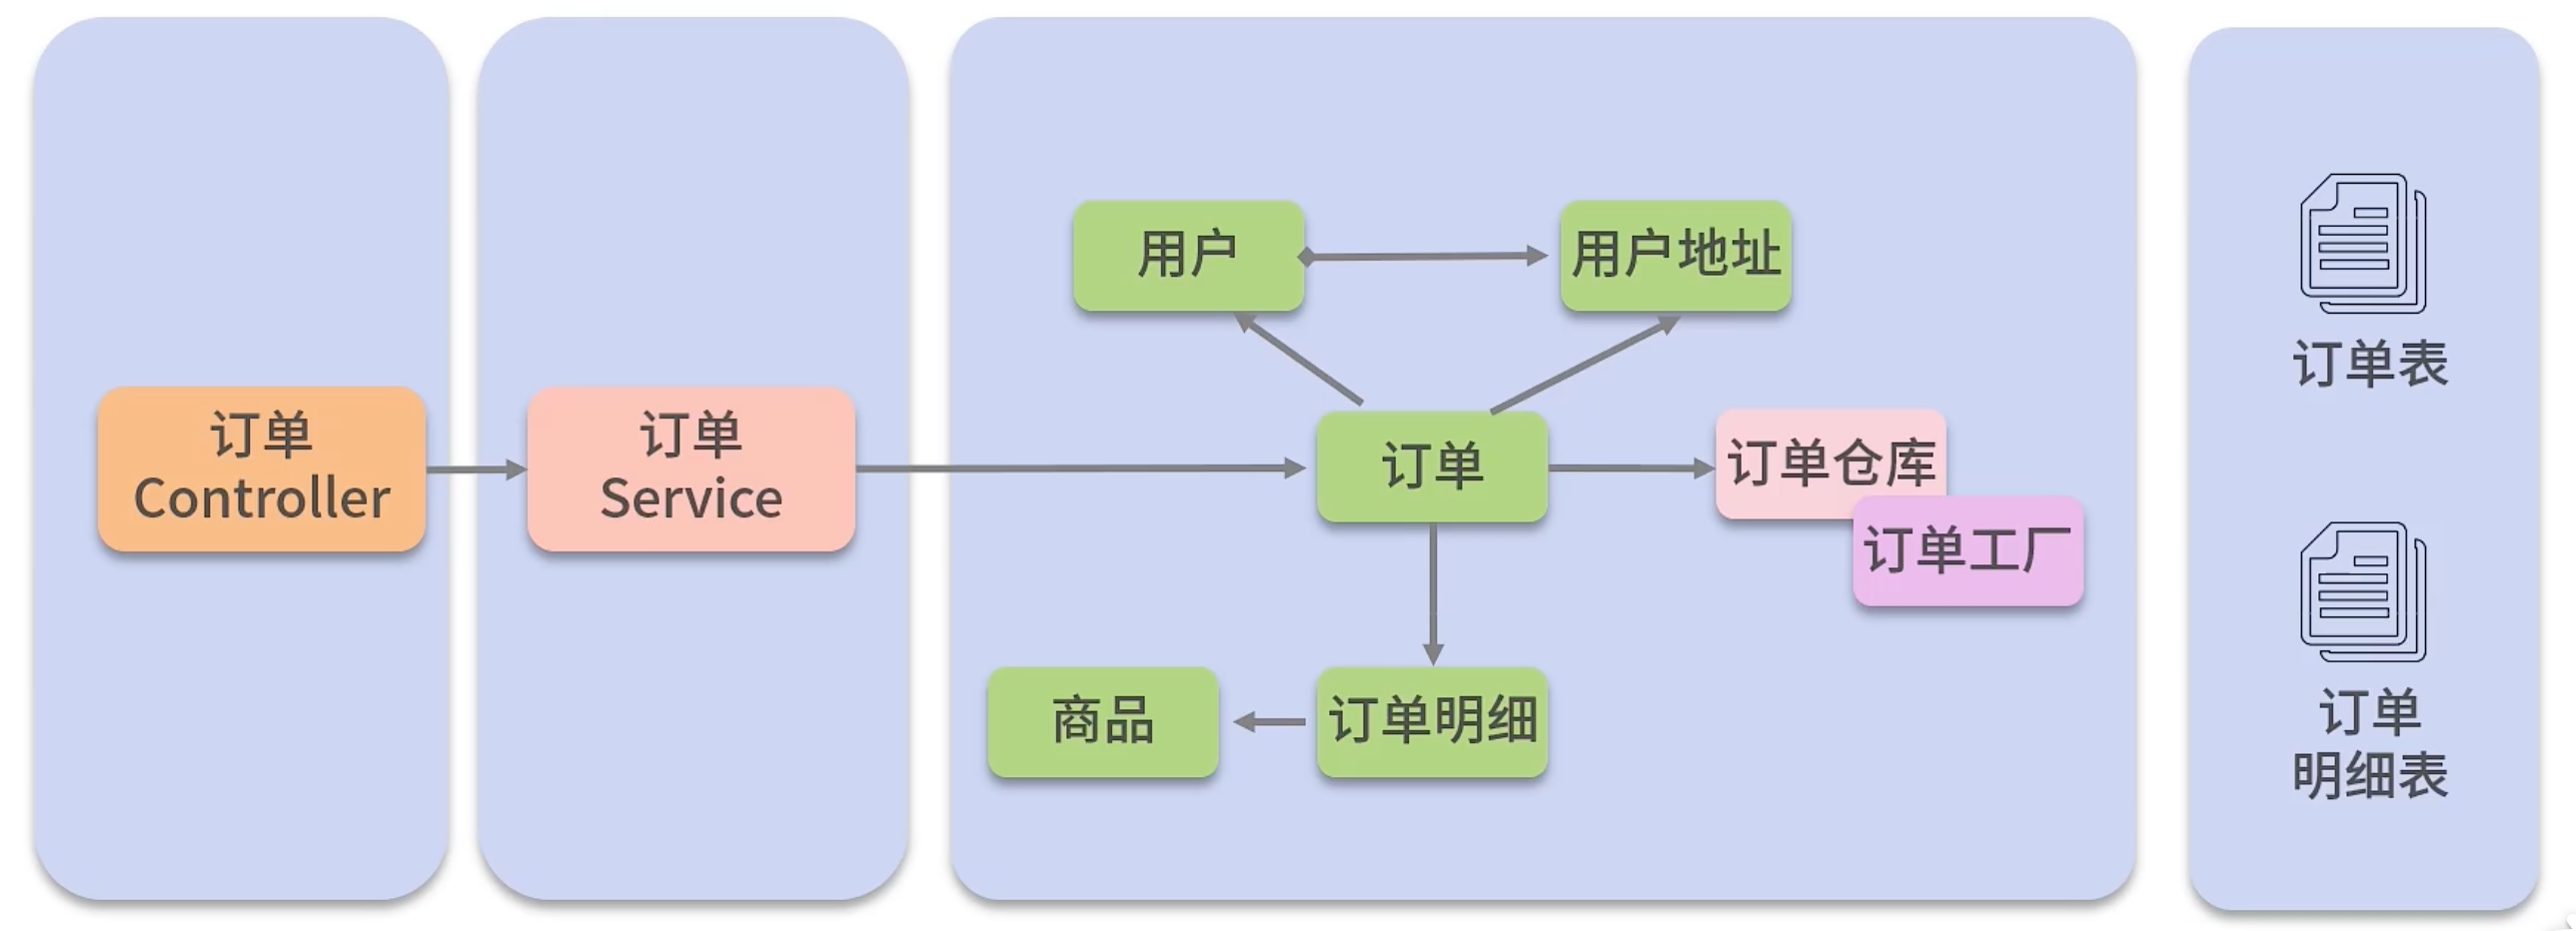 订单
Controller
订单
Service
用户
用户地址
订单
订单仓库
订单工厂
商品
订单明细
订单表
订单
明细表